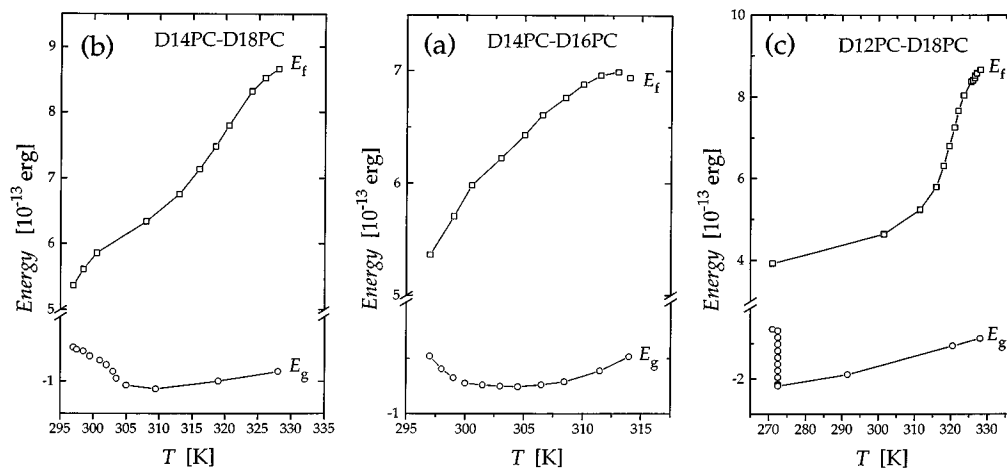 (b) D14PC-D18PC
Energy [10⁻¹³ erg]
9
8
7
6
5
-1
E_f
E_g
295 300 305 310 315 320 325 330 335
T [K]
(a) D14PC-D16PC
Energy [10⁻¹³ erg]
7
6
5
-1
E_f
E_g
295 300 305 310 315
T [K]
(c) D12PC-D18PC
Energy [10⁻¹³ erg]
10
8
6
4
-2
E_f
E_g
270 280 290 300 310 320 330
T [K]